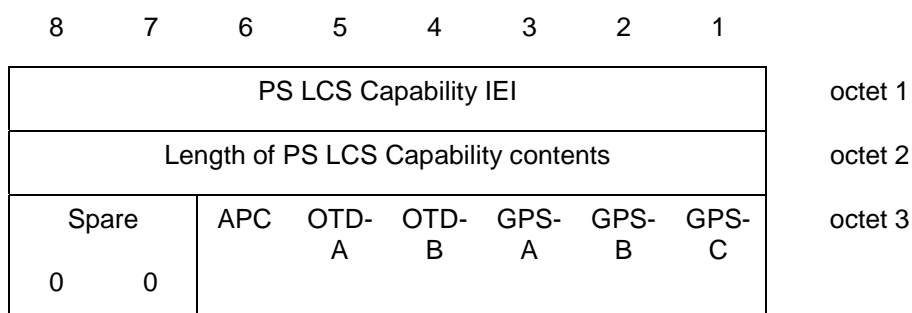 8 7 6 5 4 3 2 1
PS LCS Capability IEI octet 1
Length of PS LCS Capability contents octet 2
Spare APC OTD- OTD- GPS- GPS- GPS- octet 3
A B A B C
0 0